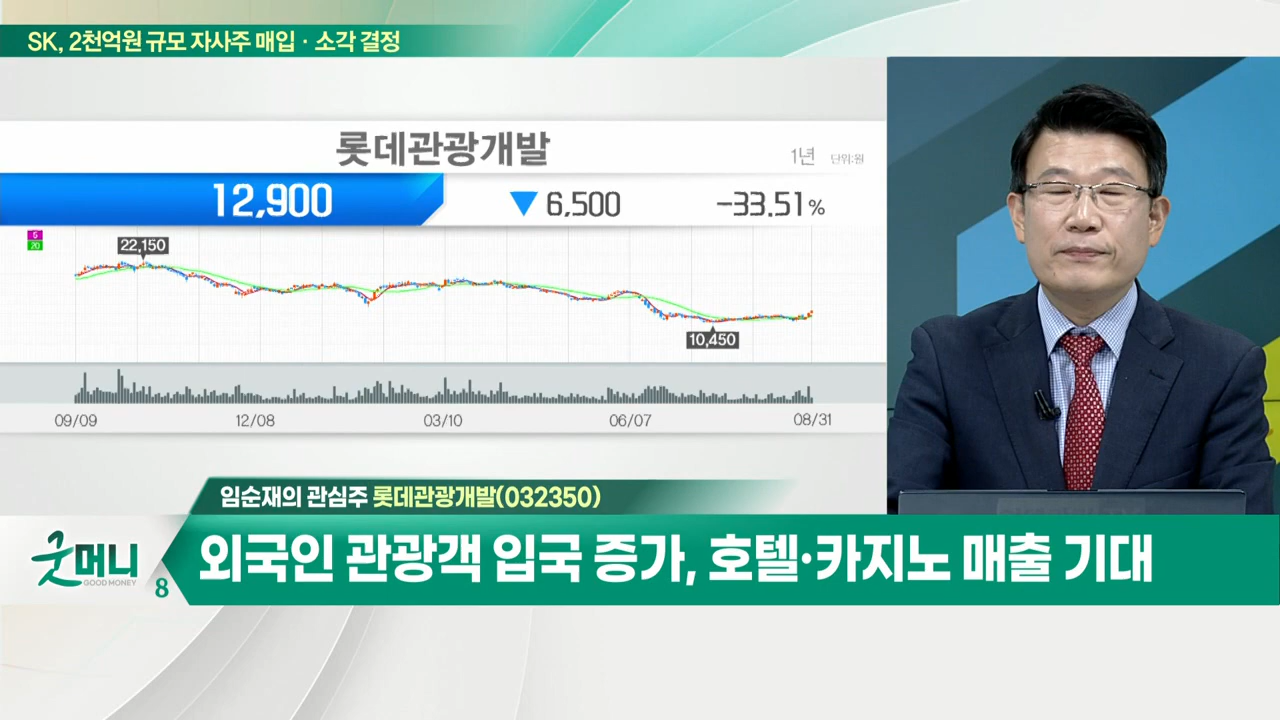 SK, 2천억원 규모 자사주 매입 · 소각 결정
롯데관광개발
1년 단위:원
12,900 ▼ 6,500 -33.51%
5
20
22,150
10,450
09/09 12/08 03/10 06/07 08/31
임순재의 관심주 롯데관광개발(032350)
굿머니
GOOD MONEY
8
외국인 관광객 입국 증가, 호텔·카지노 매출 기대